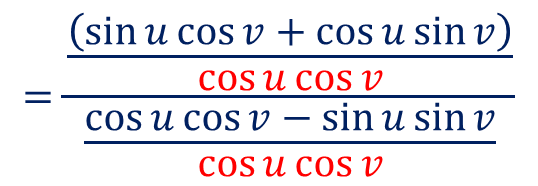 (sin u cos v + cos u sin v)
cos u cos v
=
cos u cos v − sin u sin v
cos u cos v